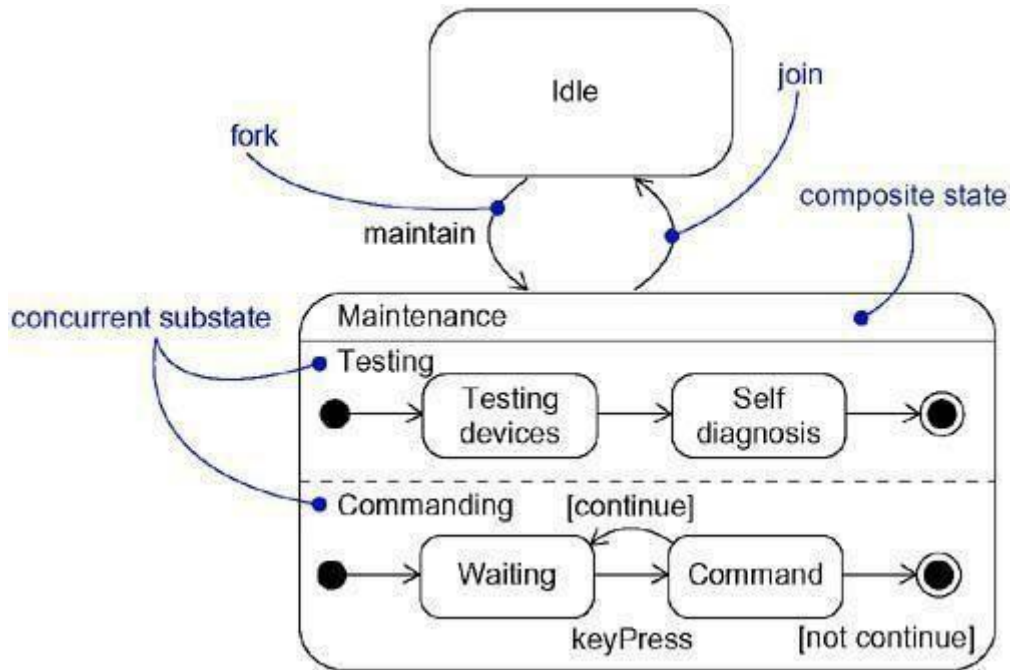 Idle
join
fork
composite state
maintain
concurrent substate
Maintenance
Testing
Testing
devices
Self
diagnosis
Commanding
[continue]
Waiting
Command
keyPress
[not continue]